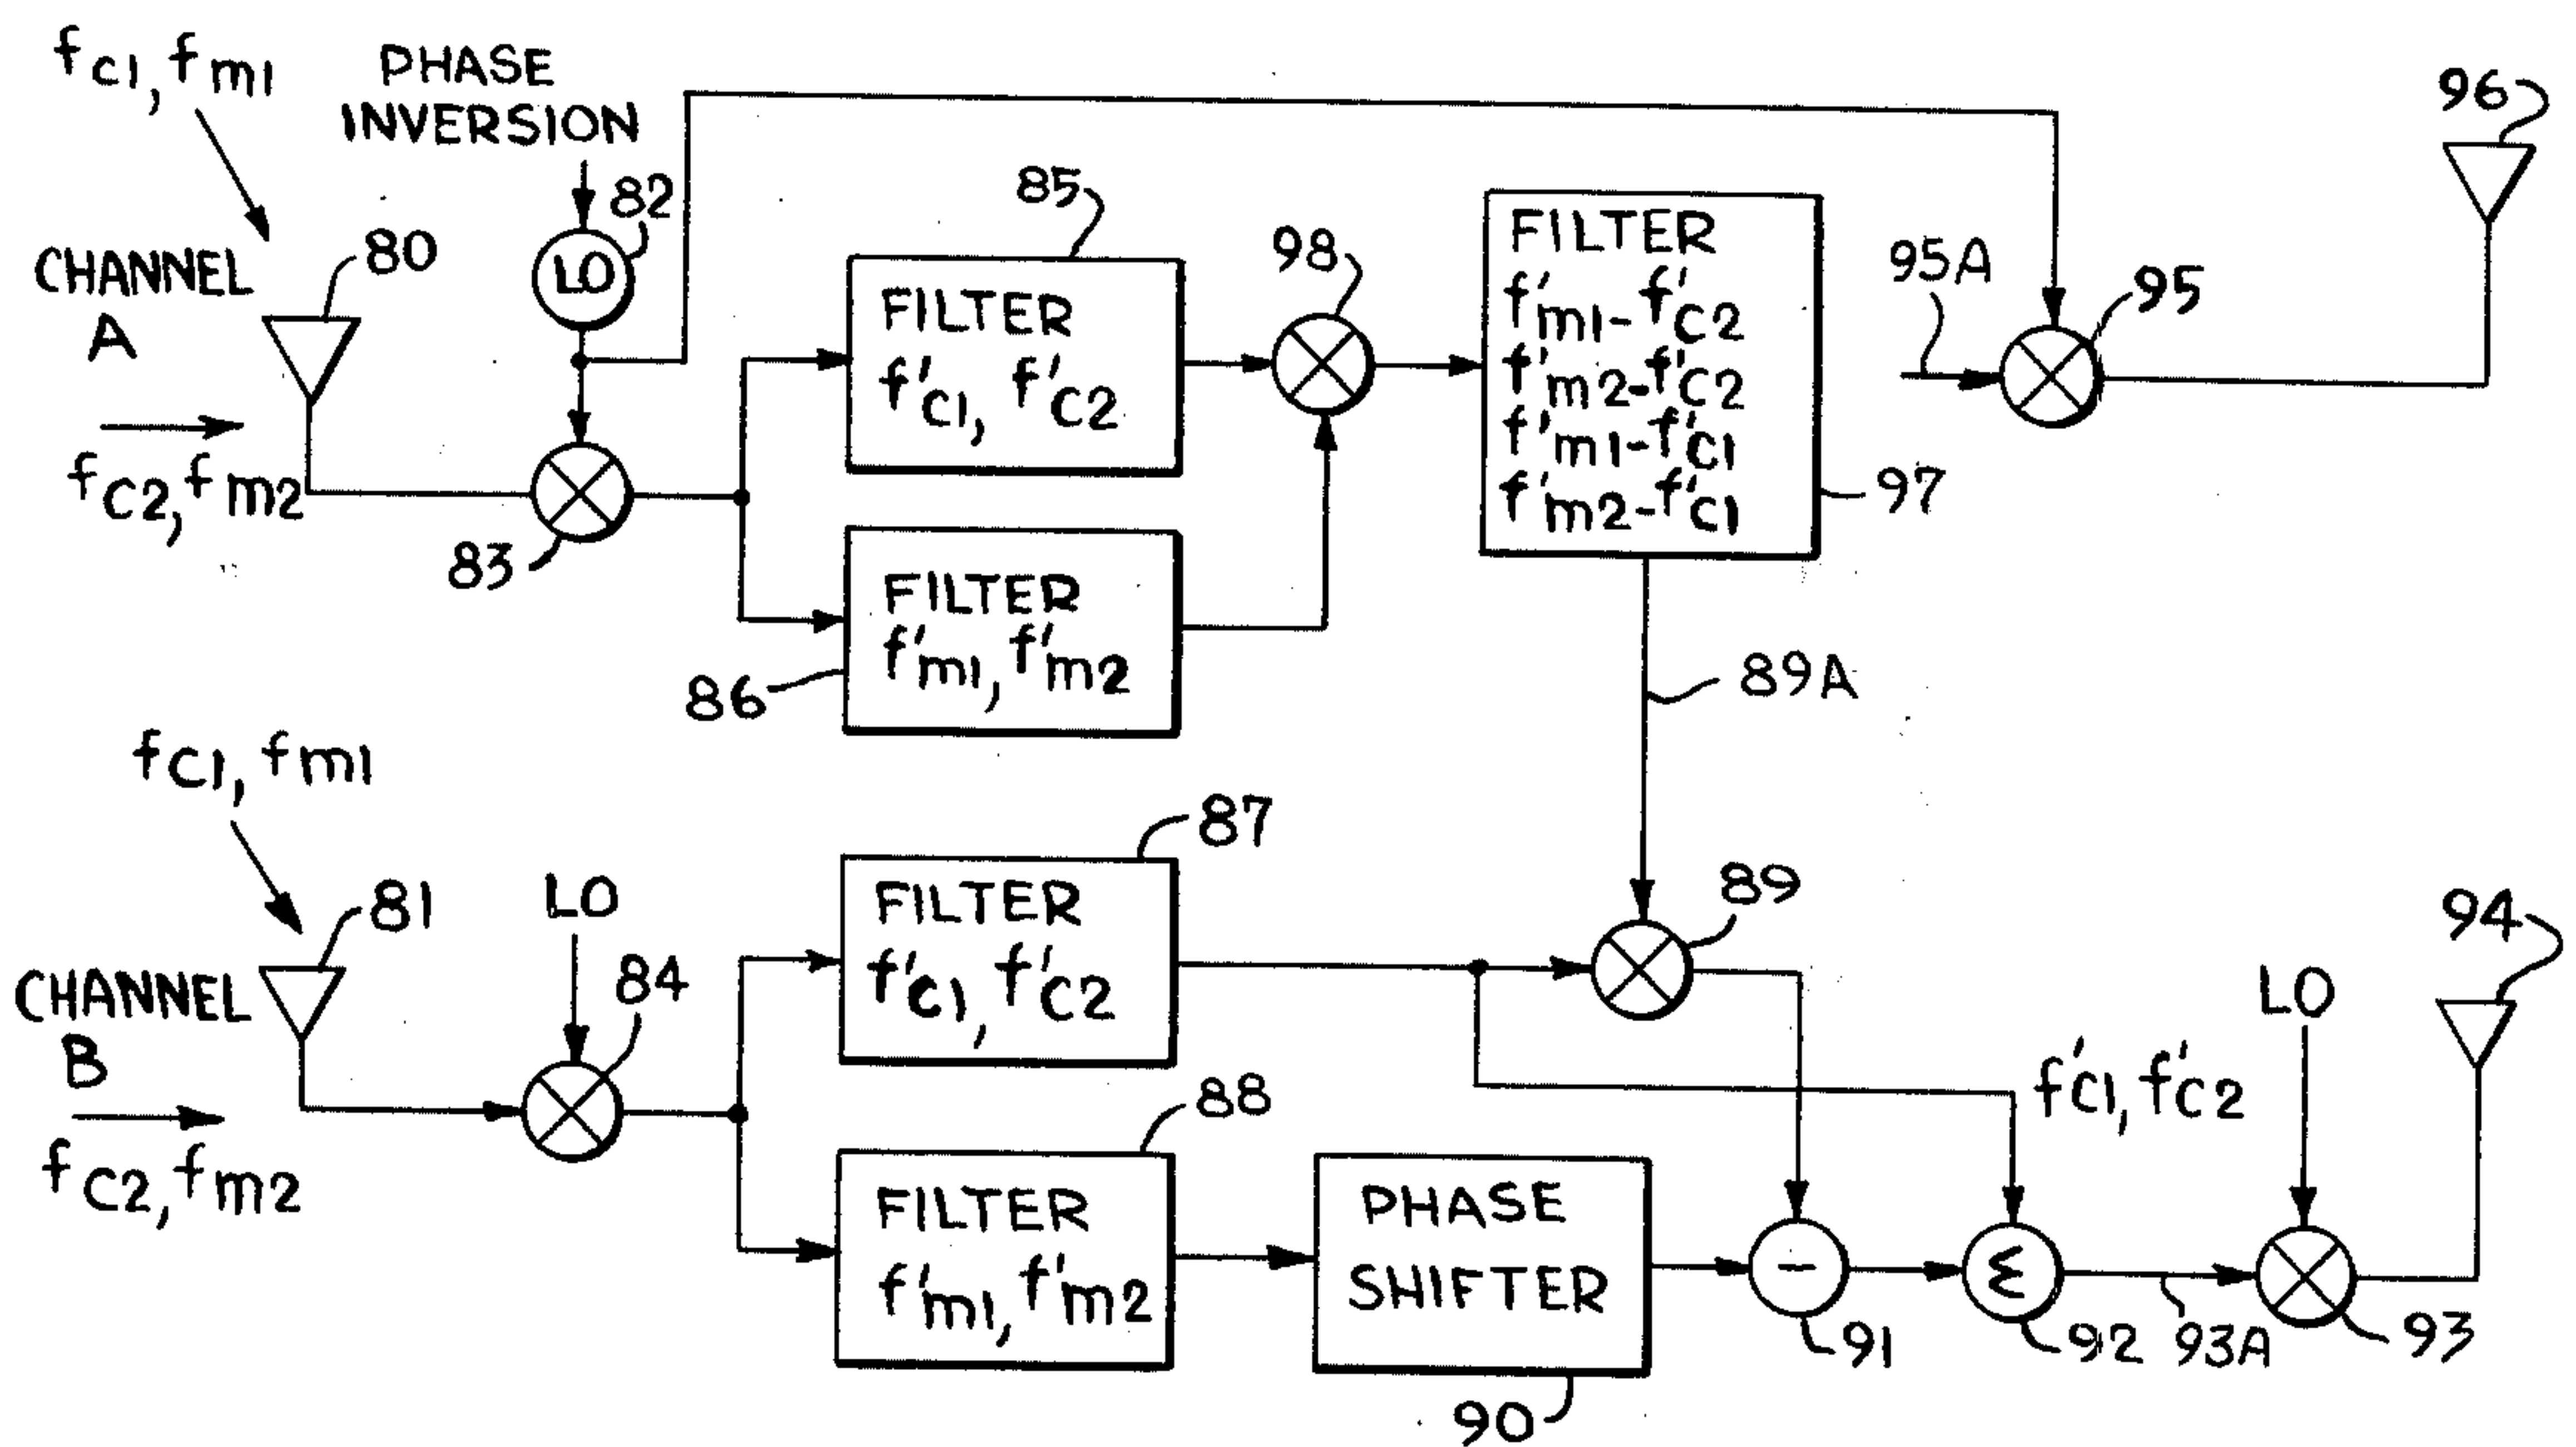 fc1, fm1
PHASE
INVERSION
96
82
85
LO
98
FILTER
f'm1-f'c2
f'm2-f'c2
f'm1-f'c1
f'm2-f'c1
95A
95
CHANNEL
A
80
FILTER
f'c1, f'c2
fc2, fm2
83
97
FILTER
f'm1, f'm2
86
89A
fc1, fm1
87
81
LO
84
FILTER
f'c1, f'c2
89
94
CHANNEL
B
LO
f'c1, f'c2
fc2, fm2
88
FILTER
f'm1, f'm2
PHASE
SHIFTER
-
Σ
91
92
93A
93
90